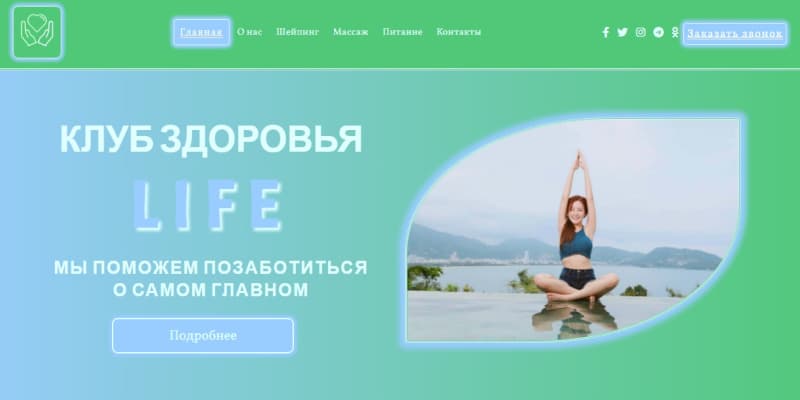 Главная О нас Шейпинг Массаж Питание Контакты Заказать звонок
КЛУБ ЗДОРОВЬЯ
LIFE
МЫ ПОМОЖЕМ ПОЗАБОТИТЬСЯ
О САМОМ ГЛАВНОМ
Подробнее